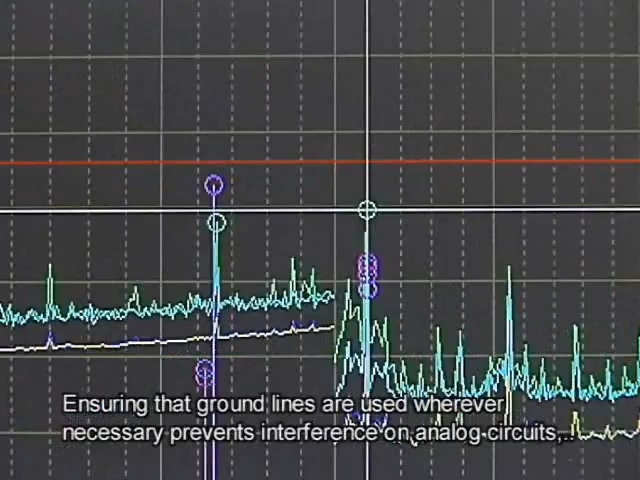 Ensuring that ground lines are used wherever
necessary prevents interference on analog circuits,..